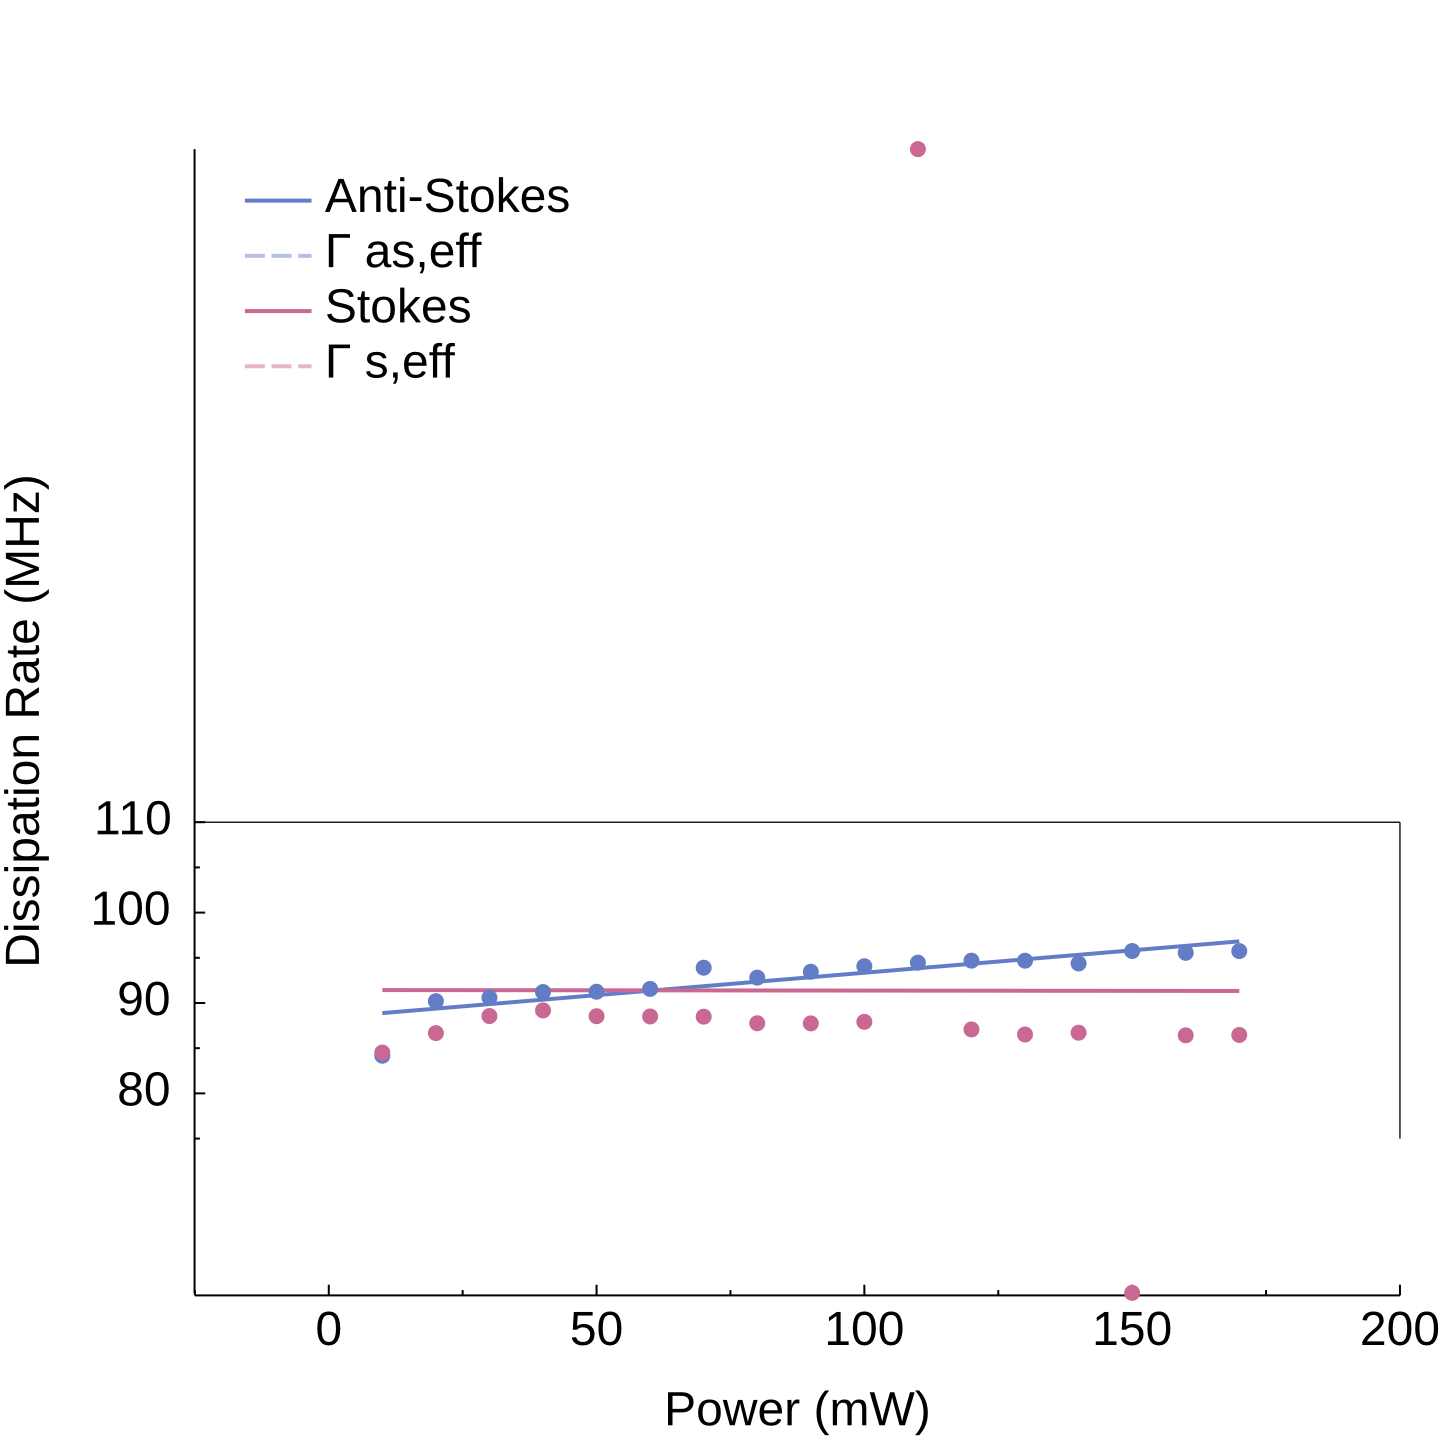 Anti-Stokes
Γ as,eff
Stokes
Γ s,eff
Dissipation Rate (MHz)
110
100
90
80
0 50 100 150 200
Power (mW)